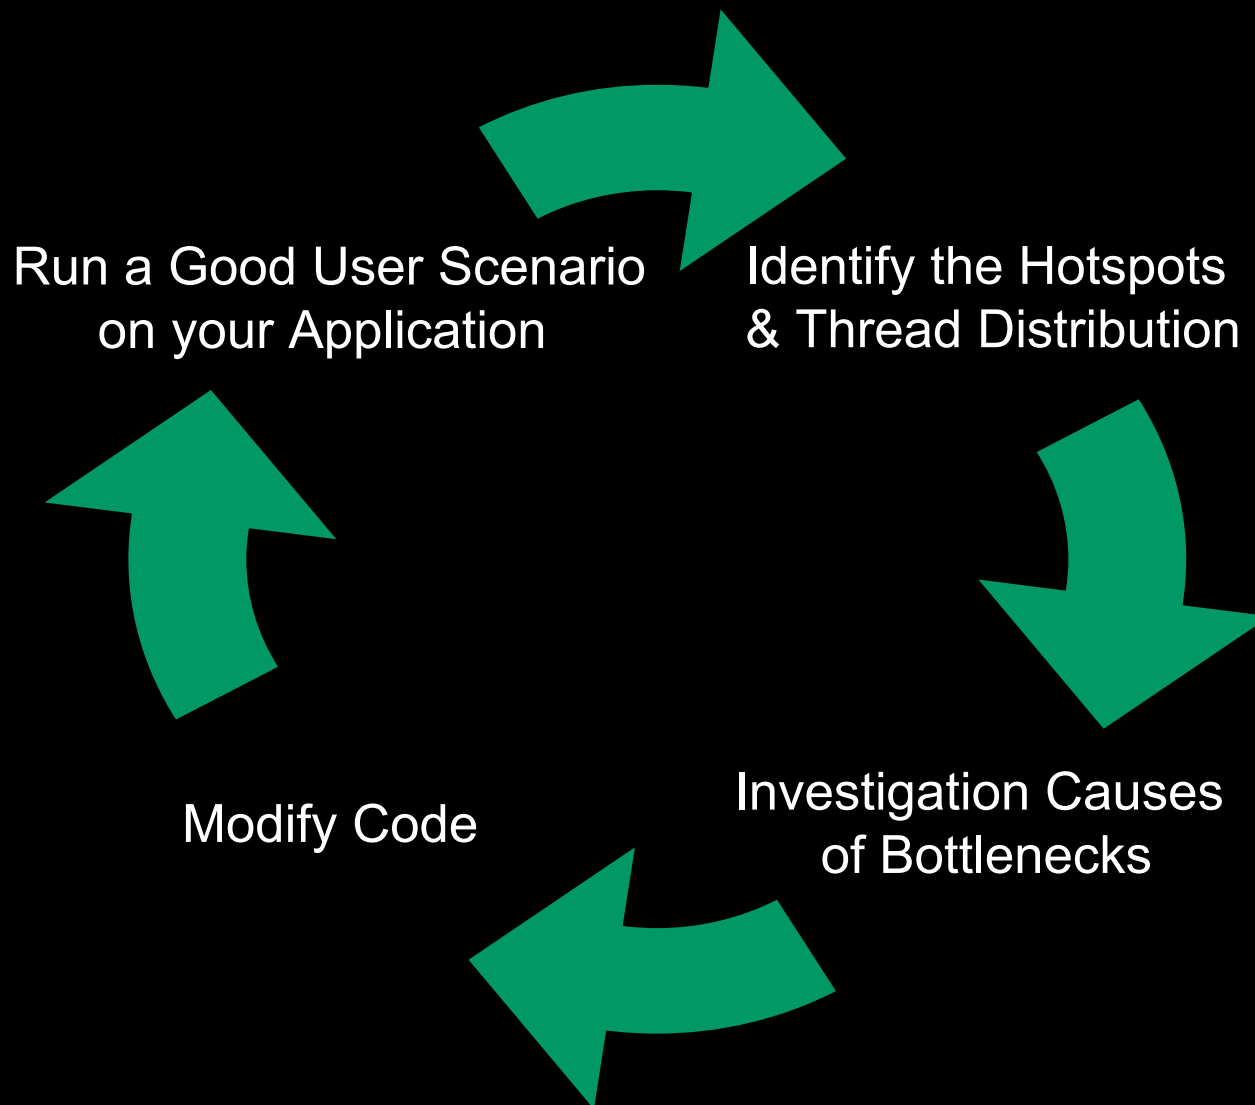 Run a Good User Scenario
on your Application
Identify the Hotspots
& Thread Distribution
Investigation Causes
of Bottlenecks
Modify Code